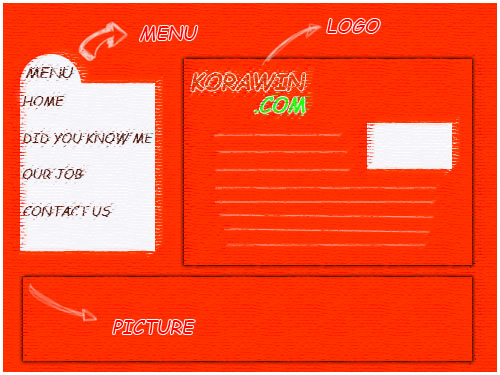 MENU
LOGO
MENU
HOME
DID YOU KNOW ME
OUR JOB
CONTACT US
KORAWIN
.COM
PICTURE